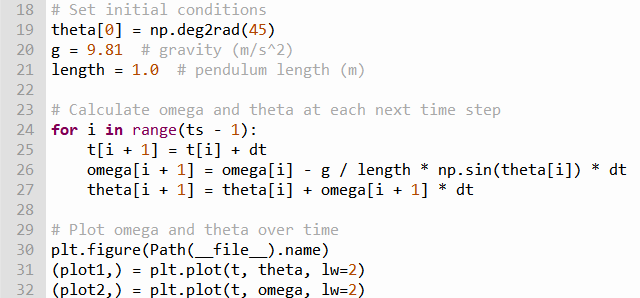 18 # Set initial conditions
19 theta[0] = np.deg2rad(45)
20 g = 9.81  # gravity (m/s^2)
21 length = 1.0  # pendulum length (m)
22
23 # Calculate omega and theta at each next time step
24 for i in range(ts - 1):
25     t[i + 1] = t[i] + dt
26     omega[i + 1] = omega[i] - g / length * np.sin(theta[i]) * dt
27     theta[i + 1] = theta[i] + omega[i + 1] * dt
28
29 # Plot omega and theta over time
30 plt.figure(Path(__file__).name)
31 (plot1,) = plt.plot(t, theta, lw=2)
32 (plot2,) = plt.plot(t, omega, lw=2)